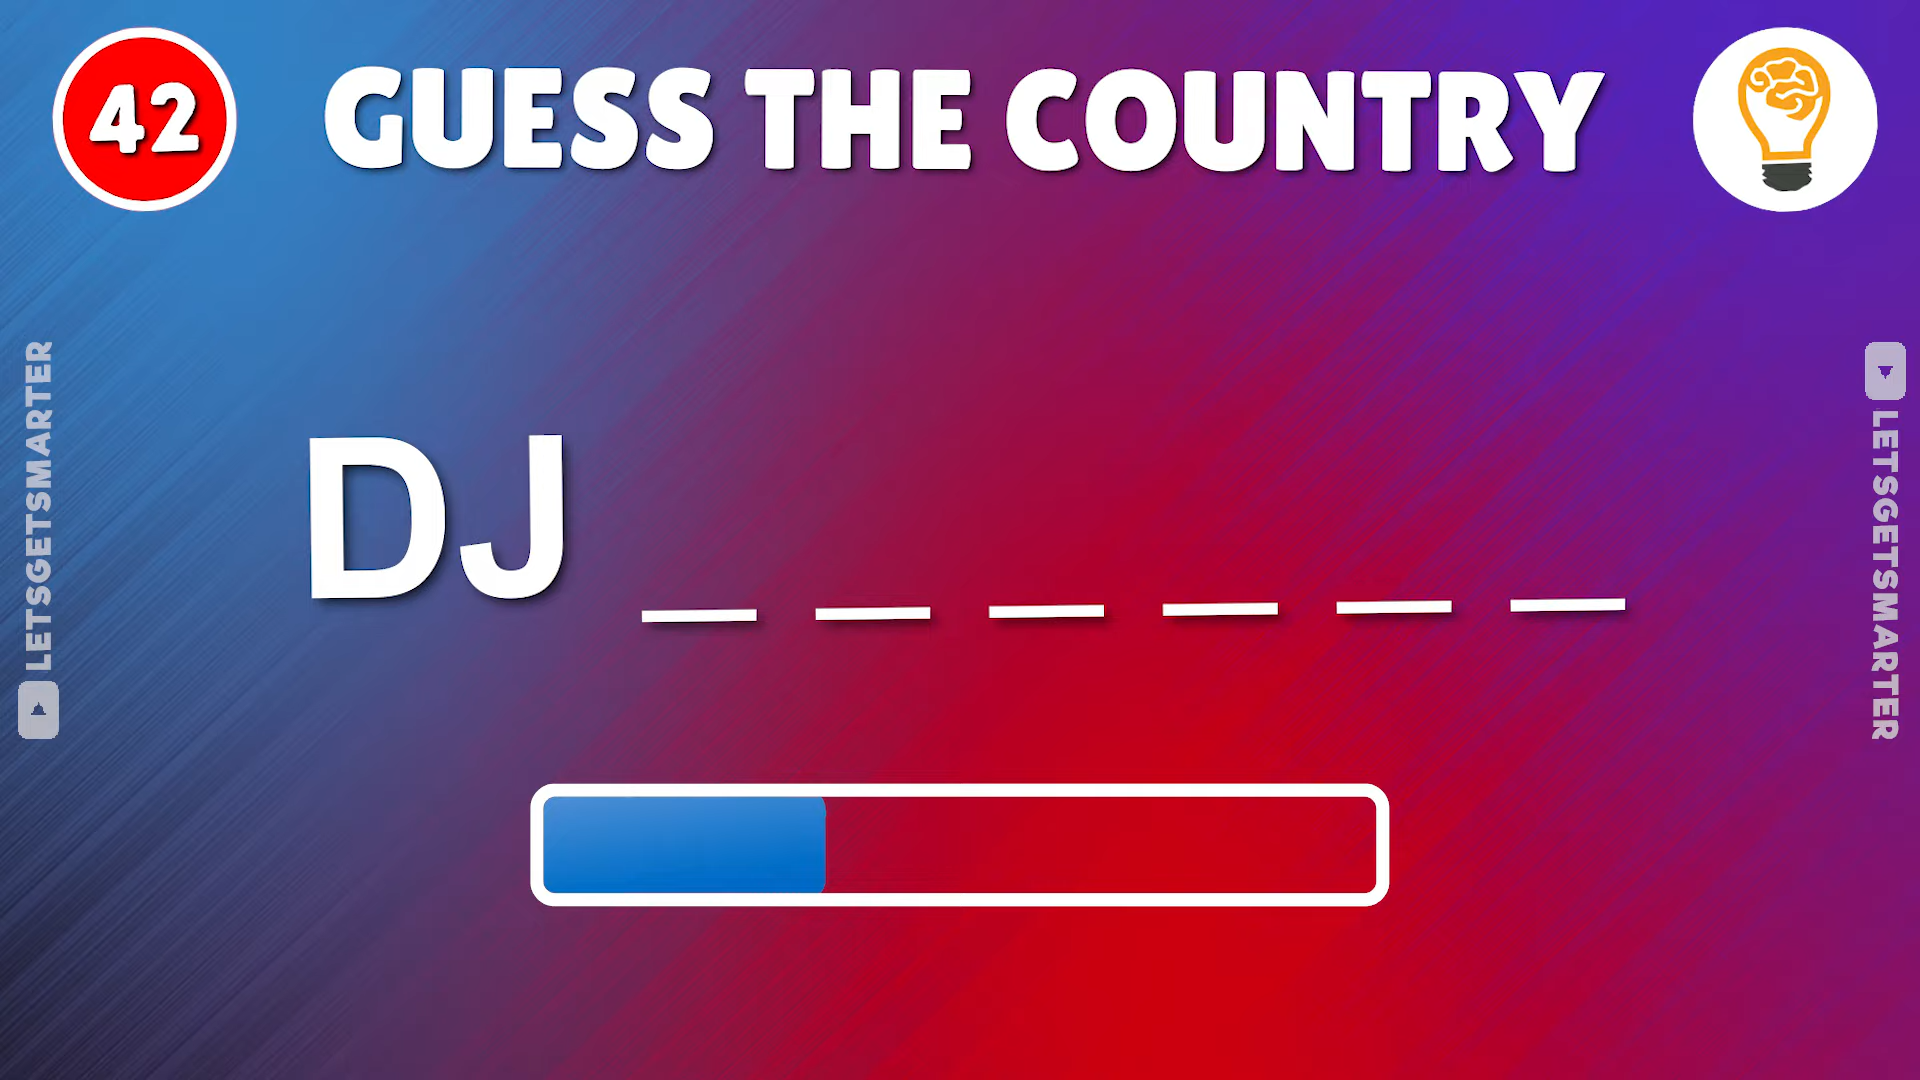 42
GUESS THE COUNTRY
DJ _ _ _ _ _ _
LETSGETSMARTER
LETSGETSMARTER